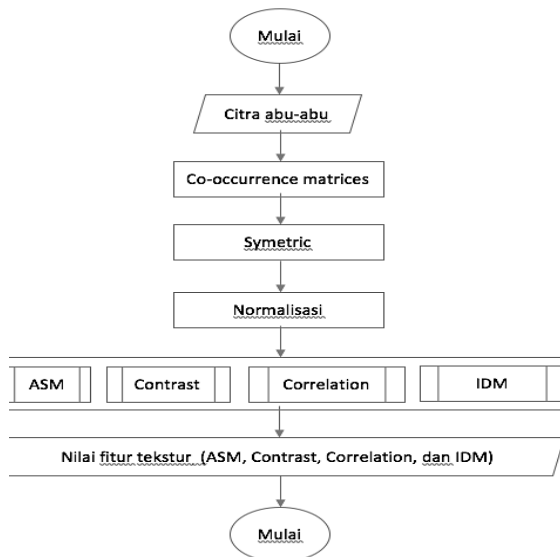 Mulai
Citra abu-abu
Co-occurrence matrices
Symetric
Normalisasi
ASM Contrast Correlation IDM
Nilai fitur tekstur (ASM, Contrast, Correlation, dan IDM)
Mulai